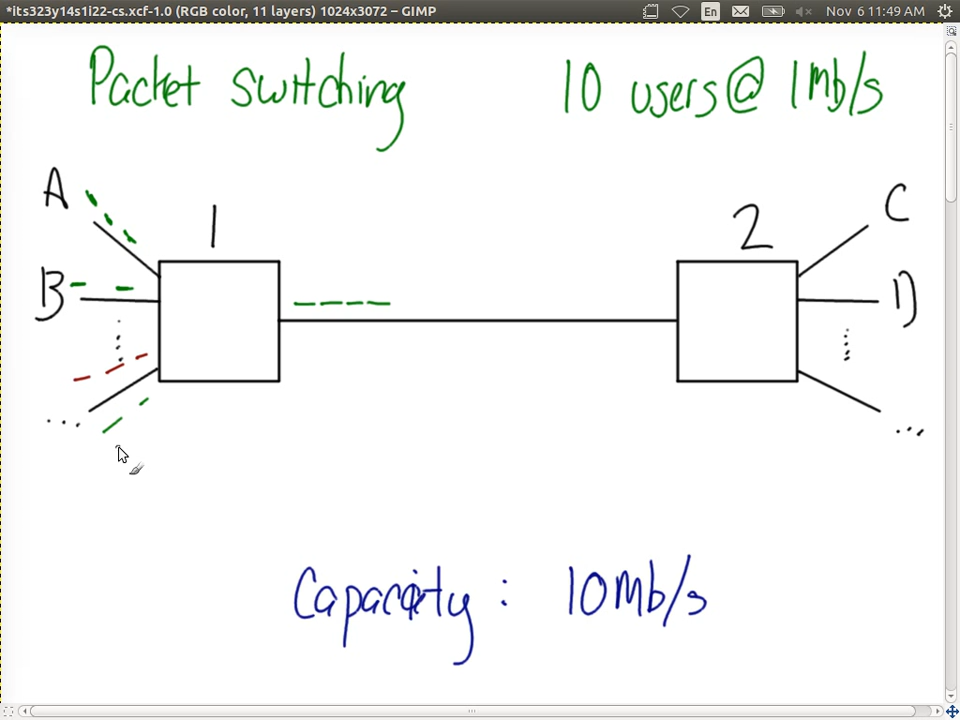 *its323y14s1i22-cs.xcf-1.0 (RGB color, 11 layers) 1024x3072 – GIMP
En
Nov 6 11:49 AM
Packet switching
10 users@ 1Mb/s
A
1
2
C
B
D
...
...
Capacity : 10Mb/s